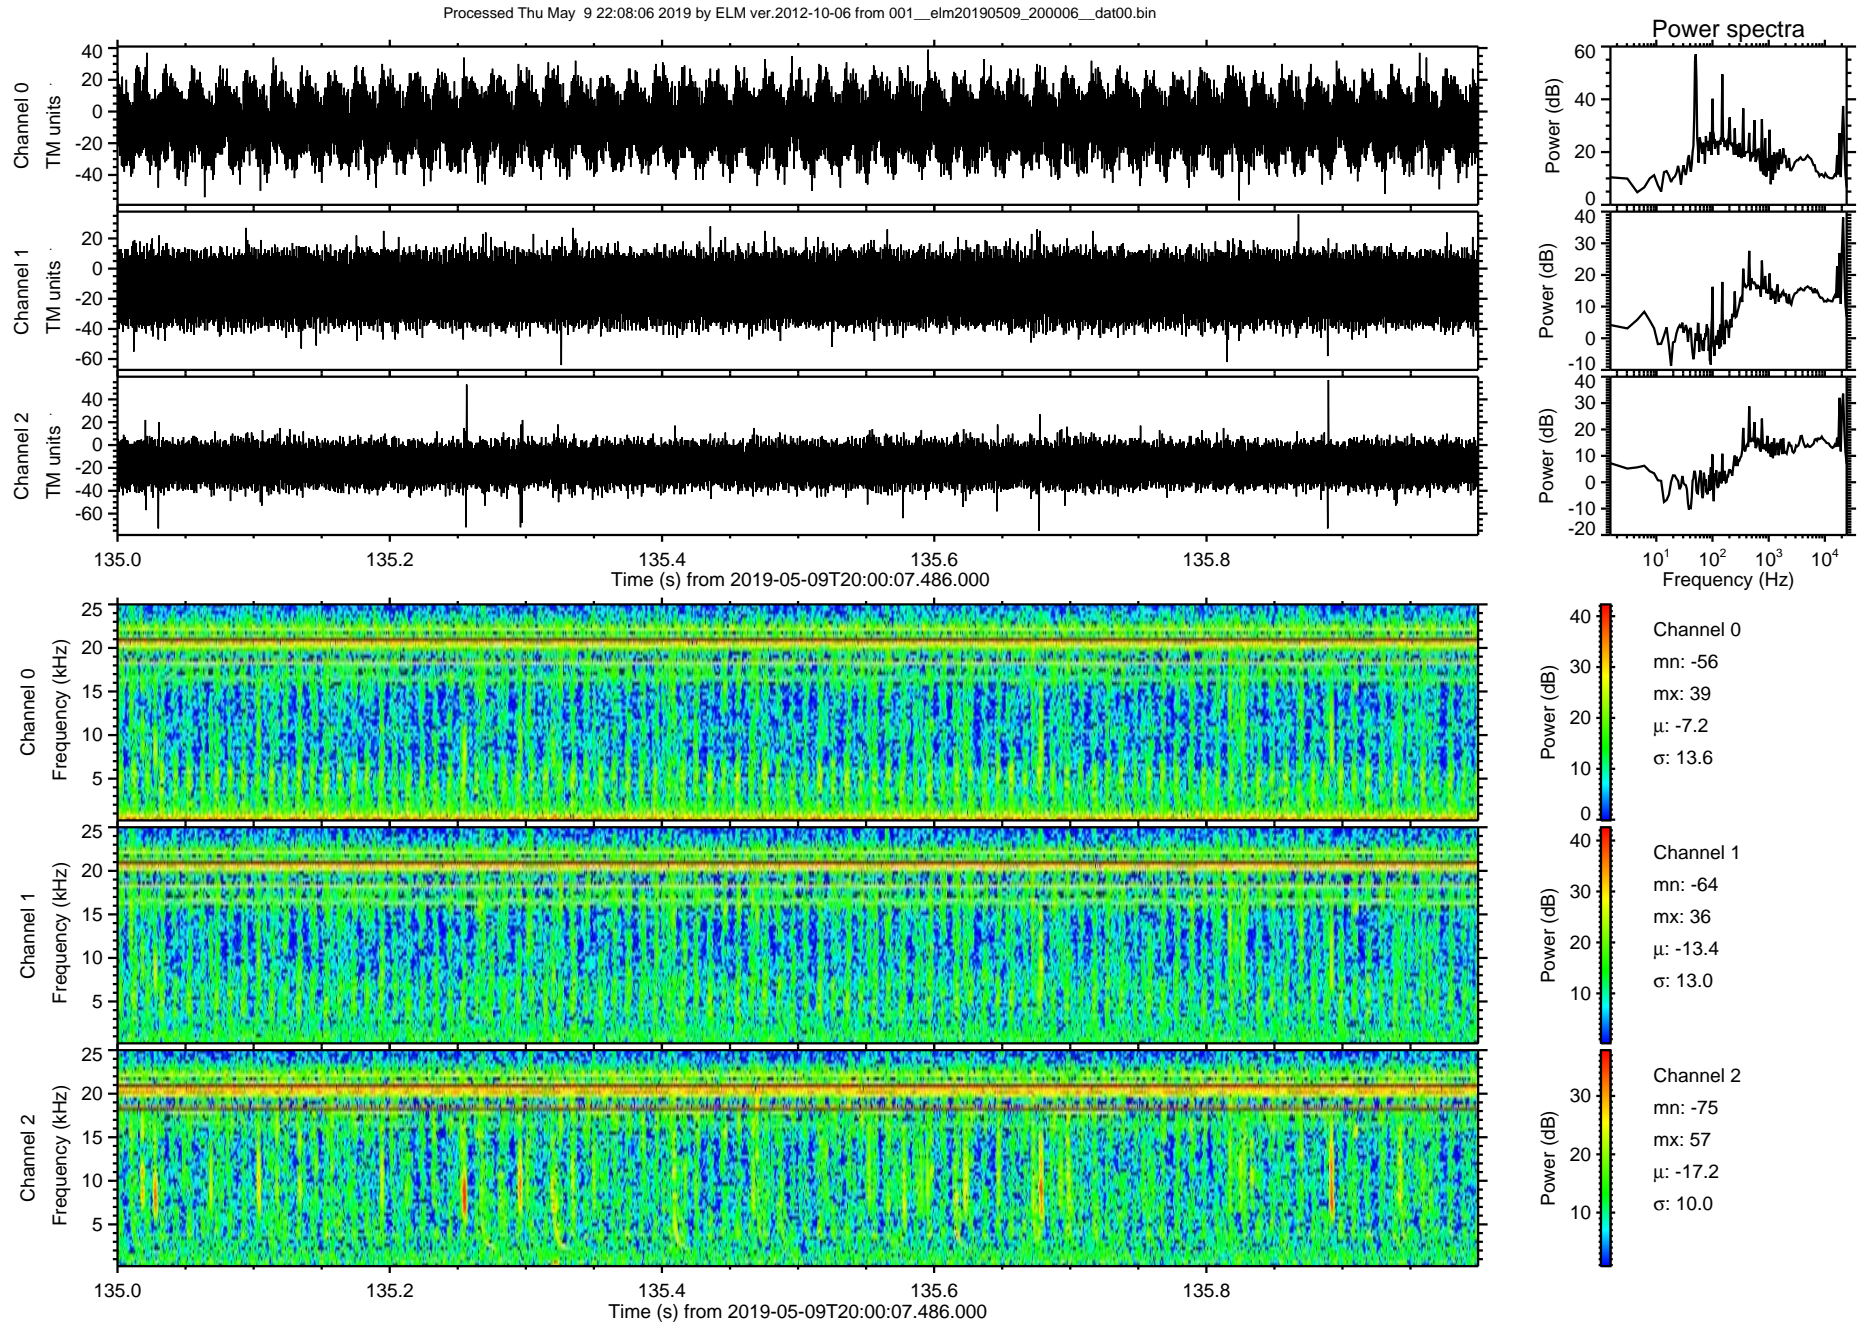 Processed Thu May  9 22:08:06 2019 by ELM ver.2012-10-06 from 001__elm20190509_200006__dat00.bin
Power spectra
Channel 0
TM units
40
20
0
-20
-40
Power (dB)
60
40
20
0
Channel 1
TM units
20
0
-20
-40
-60
Power (dB)
40
30
20
10
0
-10
Channel 2
TM units
40
20
0
-20
-40
-60
Power (dB)
40
30
20
10
0
-10
-20
135.0 135.2 135.4 135.6 135.8
Time (s) from 2019-05-09T20:00:07.486.000
10^1 10^2 10^3 10^4
Frequency (Hz)
Channel 0
Frequency (kHz)
25
20
15
10
5
Power (dB)
40
30
20
10
0
Channel 0
mn: -56
mx: 39
μ: -7.2
σ: 13.6
Channel 1
Frequency (kHz)
25
20
15
10
5
Power (dB)
40
30
20
10
Channel 1
mn: -64
mx: 36
μ: -13.4
σ: 13.0
Channel 2
Frequency (kHz)
25
20
15
10
5
Power (dB)
30
20
10
Channel 2
mn: -75
mx: 57
μ: -17.2
σ: 10.0
135.0 135.2 135.4 135.6 135.8
Time (s) from 2019-05-09T20:00:07.486.000